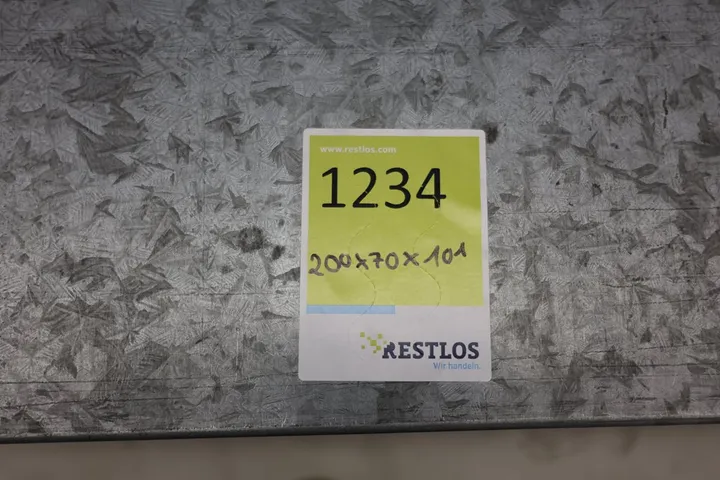 www.restlos.com
1234
200x70x101
RESTLOS
Wir handeln.